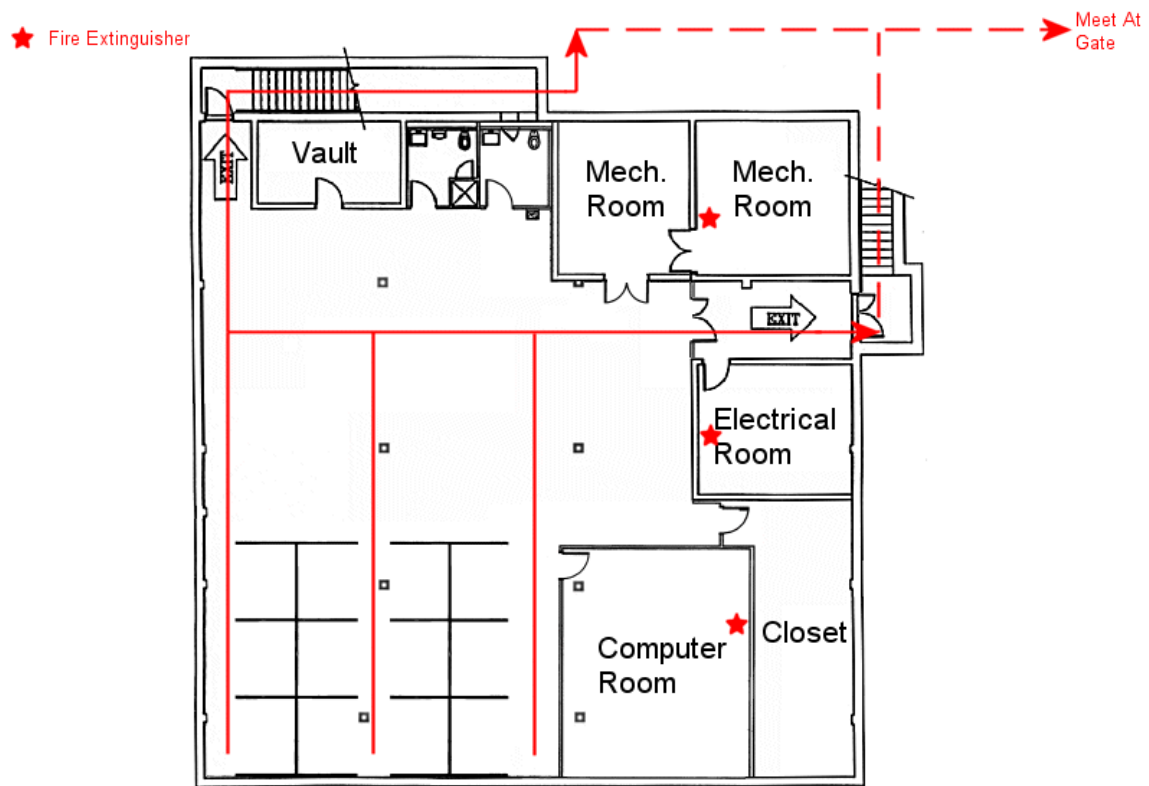 Meet At
Gate
Fire Extinguisher
Vault
EXIT
Mech.
Room
Mech.
Room
EXIT
Electrical
Room
Computer
Room
Closet